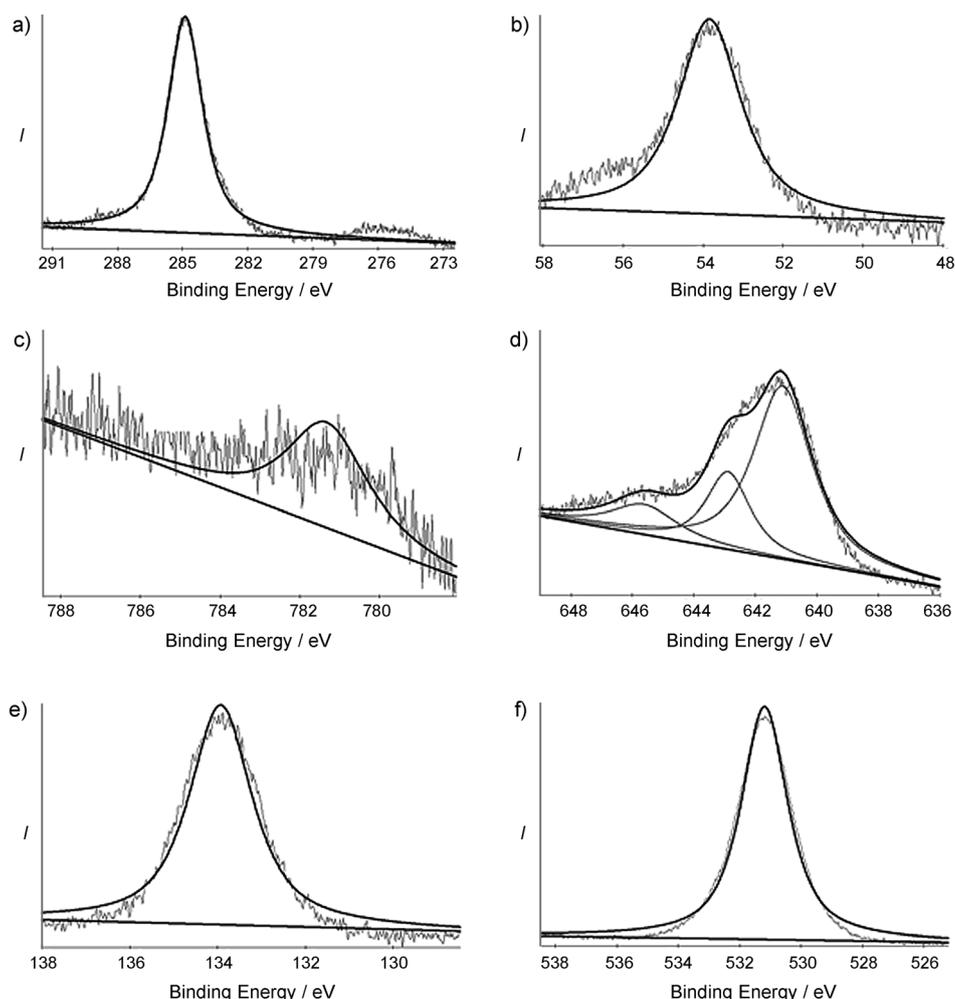 a)
I
291 288 285 282 279 276 273
Binding Energy / eV
b)
I
58 56 54 52 50 48
Binding Energy / eV
c)
I
788 786 784 782 780
Binding Energy / eV
d)
I
648 646 644 642 640 638 636
Binding Energy / eV
e)
I
138 136 134 132 130
Binding Energy / eV
f)
I
538 536 534 532 530 528 526
Binding Energy / eV